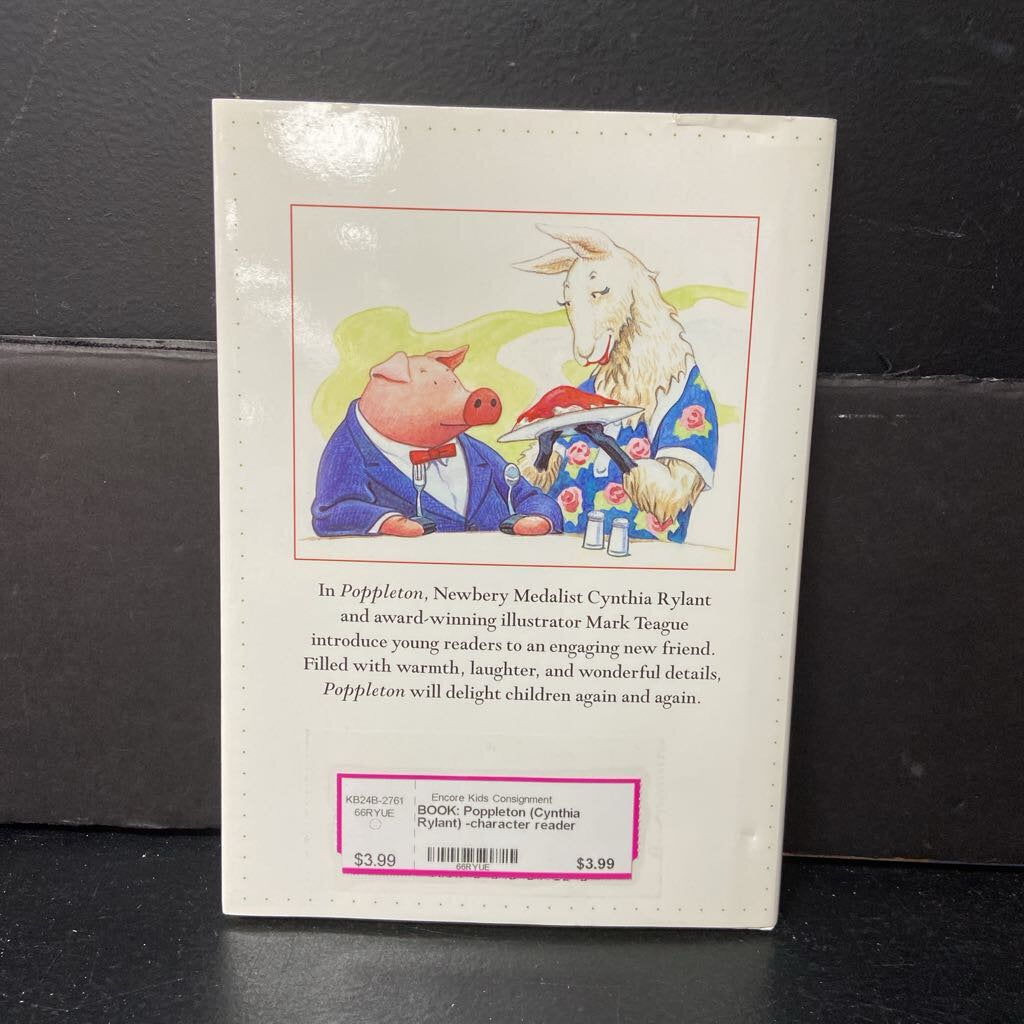 In Poppleton, Newbery Medalist Cynthia Rylant
and award-winning illustrator Mark Teague
introduce young readers to an engaging new friend.
Filled with warmth, laughter, and wonderful details,
Poppleton will delight children again and again.
KB24B-2761
66RYUE
$3.99
Encore Kids Consignment
BOOK: Poppleton (Cynthia
Rylant) -character reader
66RYUE
$3.99